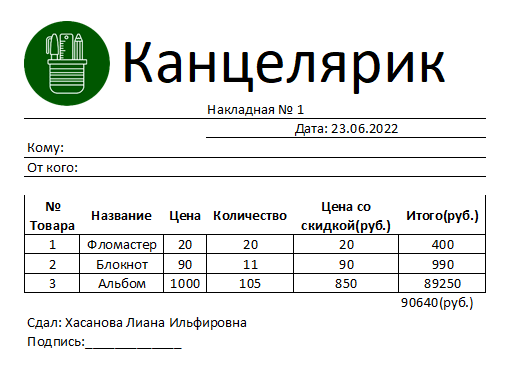 Канцелярик
Накладная № 1
Дата: 23.06.2022
Кому:
От кого:
№ Товара Название Цена Количество Цена со скидкой(руб.) Итого(руб.)
1 Фломастер 20 20 20 400
2 Блокнот 90 11 90 990
3 Альбом 1000 105 850 89250
90640(руб.)
Сдал: Хасанова Лиана Ильфировна
Подпись:______________